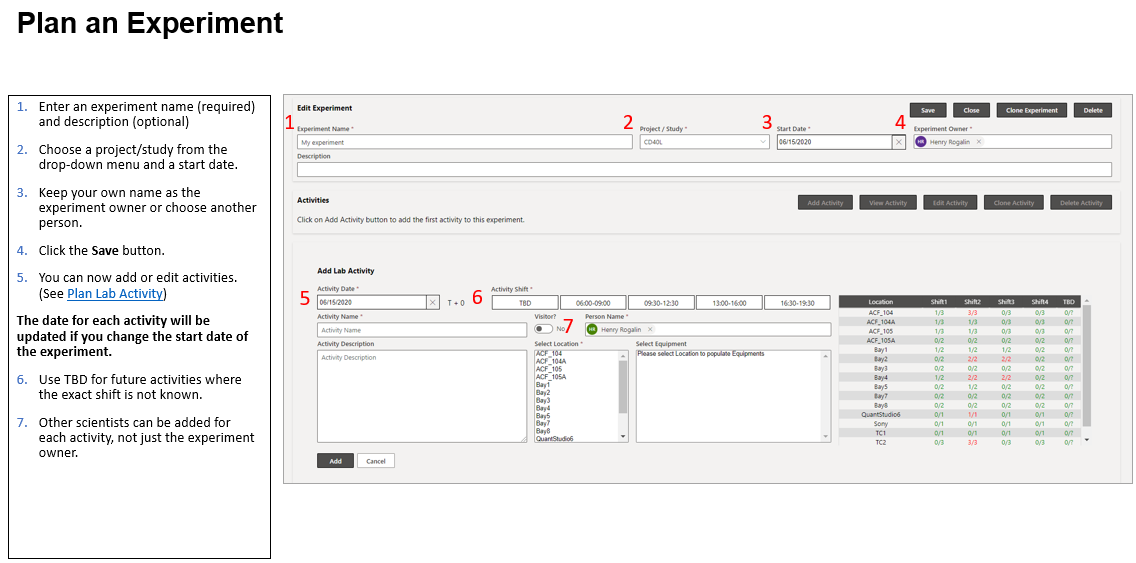 Plan an Experiment
1. Enter an experiment name (required)
and description (optional)
2. Choose a project/study from the
drop-down menu and a start date.
3. Keep your own name as the
experiment owner or choose another
person.
4. Click the Save button.
5. You can now add or edit activities.
(See Plan Lab Activity)
The date for each activity will be
updated if you change the start date of
the experiment.
6. Use TBD for future activities where
the exact shift is not known.
7. Other scientists can be added for
each activity, not just the experiment
owner.
Edit Experiment
Save Close Clone Experiment Delete
1 Experiment Name * 2 Project / Study * 3 Start Date * 4 Experiment Owner *
My experiment CD40L 06/15/2020 HR Henry Rogalin
Description
Activities
Add Activity View Activity Edit Activity Clone Activity Delete Activity
Click on Add Activity button to add the first activity to this experiment.
Add Lab Activity
Activity Date * Activity Shift *
5 06/15/2020 T + 0 6 TBD 06:00-09:00 09:30-12:30 13:00-16:00 16:30-19:30
Activity Name * Visitor? Person Name *
Activity Name No 7 HR Henry Rogalin
Activity Description Select Location * Select Equipment
Activity Description
ACF_104
ACF_104A
ACF_105
ACF_105A
Bay1
Bay2
Bay3
Bay4
Bay5
Bay7
Bay8
QuantStudio6
Please select Location to populate Equipments
Add Cancel
Location Shift1 Shift2 Shift3 Shift4 TBD
ACF_104 1/3 3/3 0/3 0/3 0/?
ACF_104A 1/3 1/3 0/3 0/3 0/?
ACF_105 1/3 1/3 0/3 0/3 0/?
ACF_105A 0/2 0/2 0/2 0/2 0/?
Bay1 1/2 1/2 1/2 0/2 0/?
Bay2 0/2 2/2 2/2 0/2 0/?
Bay3 0/2 0/2 0/2 0/2 0/?
Bay4 1/2 2/2 2/2 0/2 0/?
Bay5 0/2 1/2 0/2 0/2 0/?
Bay7 0/2 0/2 0/2 0/2 0/?
Bay8 0/2 0/2 0/2 0/2 0/?
QuantStudio6 0/1 1/1 0/1 0/1 0/?
Sony 0/1 0/1 0/1 0/1 0/?
TC1 0/1 0/1 0/1 0/1 0/?
TC2 0/3 3/3 0/3 0/3 0/?